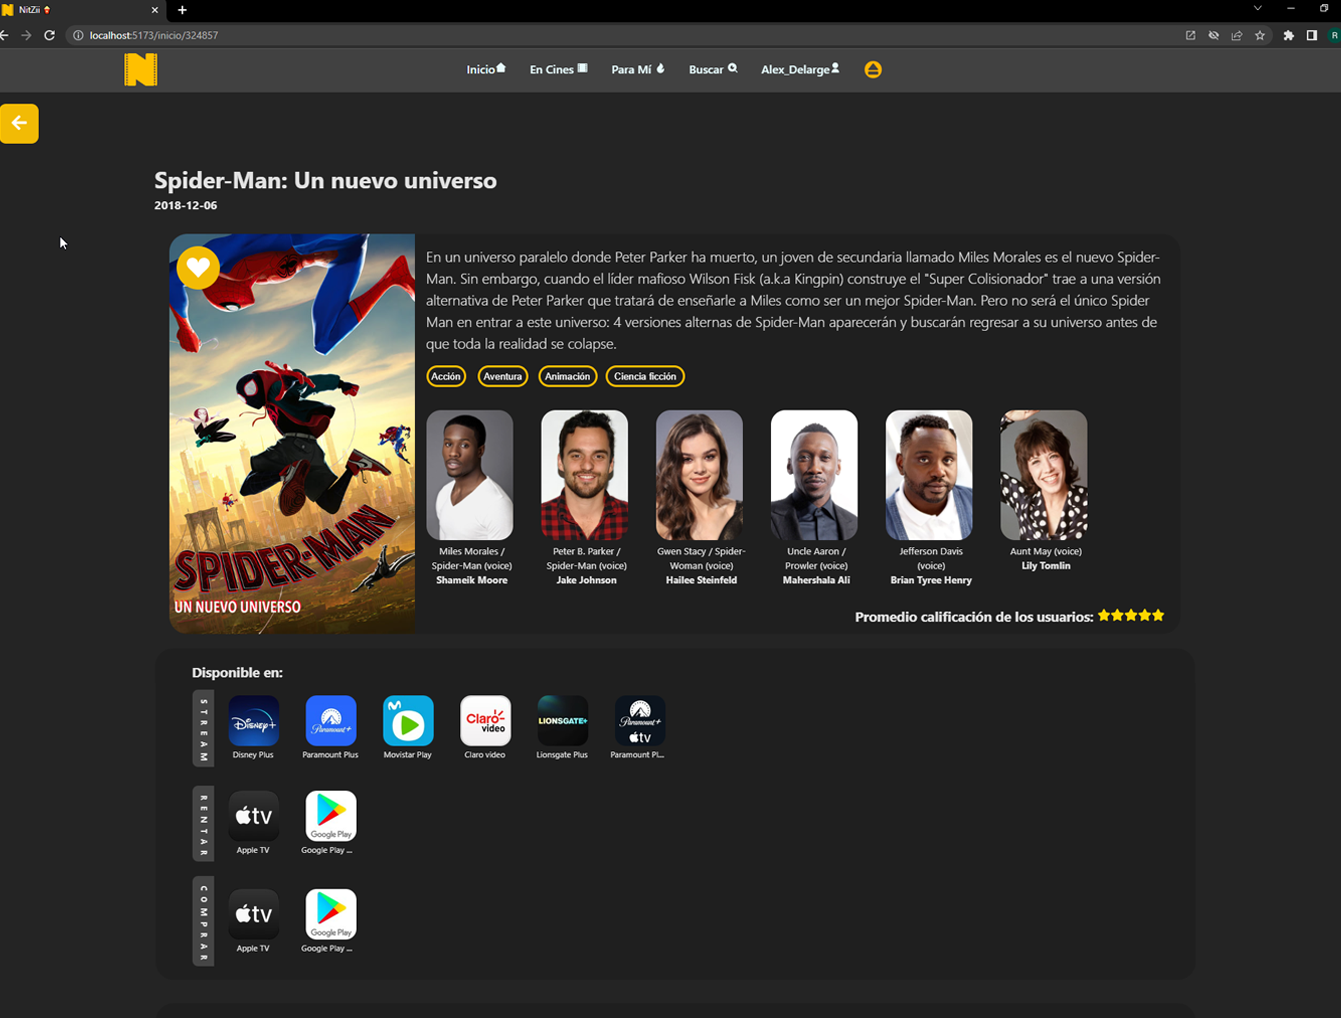 NitZii
localhost:5173/inicio/324857
R
N
Inicio
En Cines
Para Mí
Buscar
Alex_Delarge
Spider-Man: Un nuevo universo
2018-12-06
SPIDER-MAN
UN NUEVO UNIVERSO
En un universo paralelo donde Peter Parker ha muerto, un joven de secundaria llamado Miles Morales es el nuevo Spider-
Man. Sin embargo, cuando el líder mafioso Wilson Fisk (a.k.a Kingpin) construye el "Super Colisionador" trae a una versión
alternativa de Peter Parker que tratará de enseñarle a Miles como ser un mejor Spider-Man. Pero no será el único Spider
Man en entrar a este universo: 4 versiones alternas de Spider-Man aparecerán y buscarán regresar a su universo antes de
que toda la realidad se colapse.
Acción
Aventura
Animación
Ciencia ficción
Miles Morales /
Spider-Man (voice)
Shameik Moore
Peter B. Parker /
Spider-Man (voice)
Jake Johnson
Gwen Stacy / Spider-
Woman (voice)
Hailee Steinfeld
Uncle Aaron /
Prowler (voice)
Mahershala Ali
Jefferson Davis
(voice)
Brian Tyree Henry
Aunt May (voice)
Lily Tomlin
Promedio calificación de los usuarios:
Disponible en:
STREAM
Disney+
Disney Plus
Paramount+
Paramount Plus
M
Movistar Play
Claro-
video
Claro video
LIONSGATE+
Lionsgate Plus
Paramount+
tv
Paramount Pl...
RENTAR
tv
Apple TV
Google Play
Google Play ...
COMPRAR
tv
Apple TV
Google Play
Google Play ...